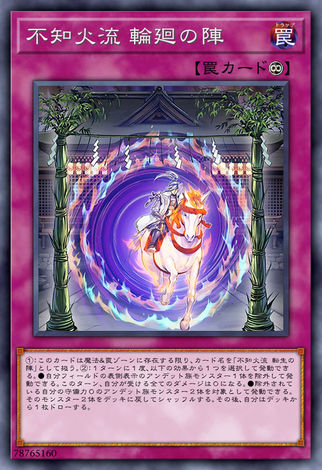 不知火流 輪廻の陣
トラップ
罠
【罠カード】
①:このカードは魔法&罠ゾーンに存在する限り、カード名を「不知火流 転生の
陣」として扱う。②:1ターンに1度、以下の効果から1つを選択して発動でき
る。●自分フィールドの表側表示のアンデット族モンスター1体を除外して発
動できる。このターン、自分が受ける全てのダメージは0になる。●除外されて
いる自分の守備力0のアンデット族モンスター2体を対象として発動できる。
そのモンスター2体をデッキに戻してシャッフルする。その後、自分はデッキか
ら1枚ドローする。
78765160